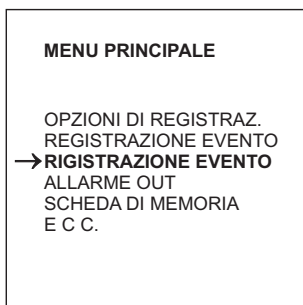 MENU PRINCIPALE
OPZIONI DI REGISTRAZ.
REGISTRAZIONE EVENTO
→RIGISTRAZIONE EVENTO
ALLARME OUT
SCHEDA DI MEMORIA
E C C.